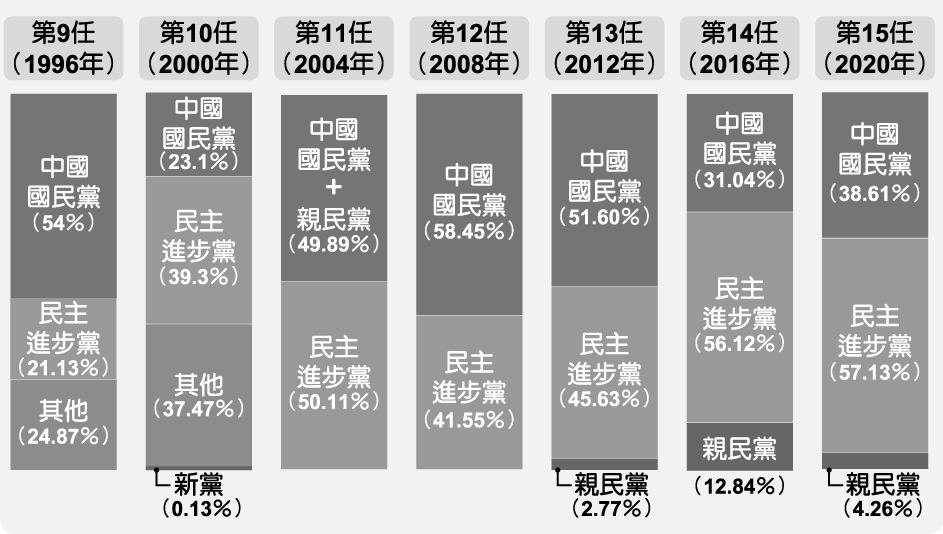 第9任
（1996年）
中國
國民黨
（54%）
民主
進步黨
（21.13%）
其他
（24.87%）
第10任
（2000年）
中國
國民黨
（23.1%）
民主
進步黨
（39.3%）
其他
（37.47%）
新黨
（0.13%）
第11任
（2004年）
中國
國民黨
+
親民黨
（49.89%）
民主
進步黨
（50.11%）
第12任
（2008年）
中國
國民黨
（58.45%）
民主
進步黨
（41.55%）
第13任
（2012年）
中國
國民黨
（51.60%）
民主
進步黨
（45.63%）
親民黨
（2.77%）
第14任
（2016年）
中國
國民黨
（31.04%）
民主
進步黨
（56.12%）
親民黨
（12.84%）
第15任
（2020年）
中國
國民黨
（38.61%）
民主
進步黨
（57.13%）
親民黨
（4.26%）